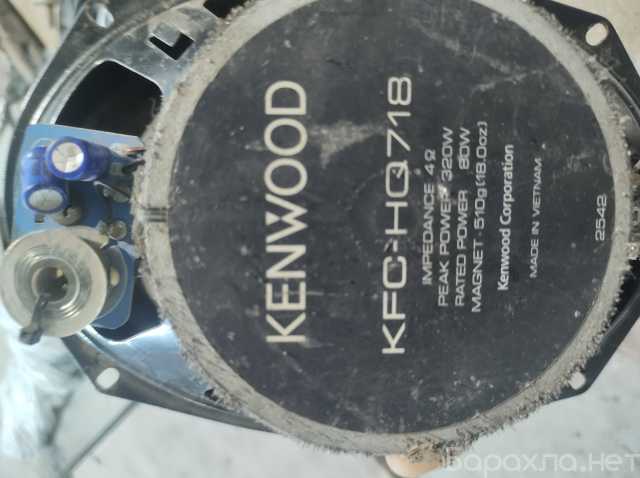 KENWOOD
KFC-HQ718
IMPEDANCE 4Ω
PEAK POWER 320W
RATED POWER 80W
MAGNET 510g(18.0oz)
Kenwood Corporation
MADE IN VIETNAM
2542
барахла.нет